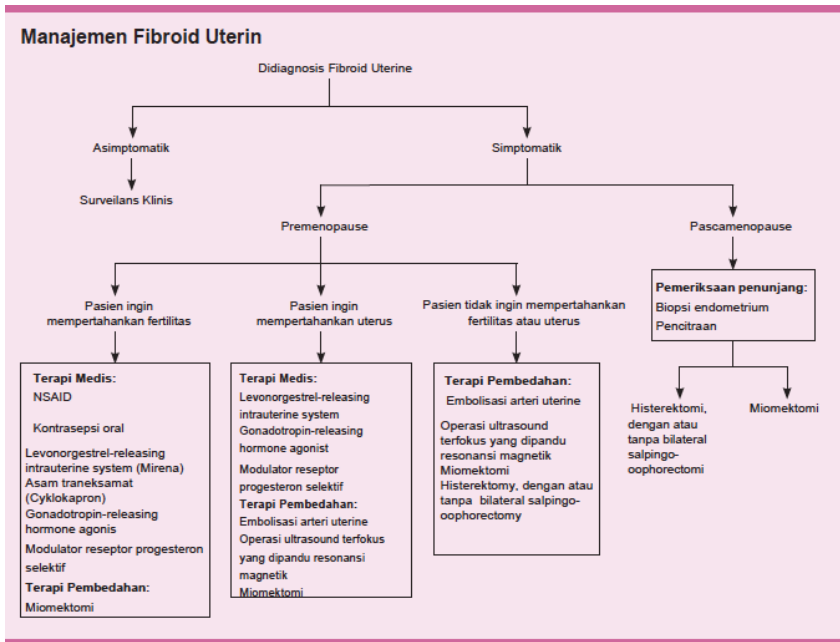 Manajemen Fibroid Uterin
Didiagnosis Fibroid Uterine
Asimptomatik
Simptomatik
Surveilans Klinis
Premenopause
Pascamenopause
Pasien ingin
mempertahankan fertilitas
Pasien ingin
mempertahankan uterus
Pasien tidak ingin mempertahankan
fertilitas atau uterus
Pemeriksaan penunjang:
Biopsi endometrium
Pencitraan
Terapi Medis:
NSAID
Kontrasepsi oral
Levonorgestrel-releasing
intrauterine system (Mirena)
Asam traneksamat
(Cyklokapron)
Gonadotropin-releasing
hormone agonis
Modulator reseptor progesteron
selektif
Terapi Pembedahan:
Miomektomi
Terapi Medis:
Levonorgestrel-releasing
intrauterine system
Gonadotropin-releasing
hormone agonist
Modulator reseptor
progesteron selektif
Terapi Pembedahan:
Embolisasi arteri uterine
Operasi ultrasound terfokus
yang dipandu resonansi
magnetik
Miomektomi
Terapi Pembedahan:
Embolisasi arteri uterine
Operasi ultrasound
terfokus yang dipandu
resonansi magnetik
Miomektomi
Histerektomy, dengan atau
tanpa bilateral salpingo-
oophorectomy
Histerektomi,
dengan atau
tanpa bilateral
salpingo-
oophorectomi
Miomektomi